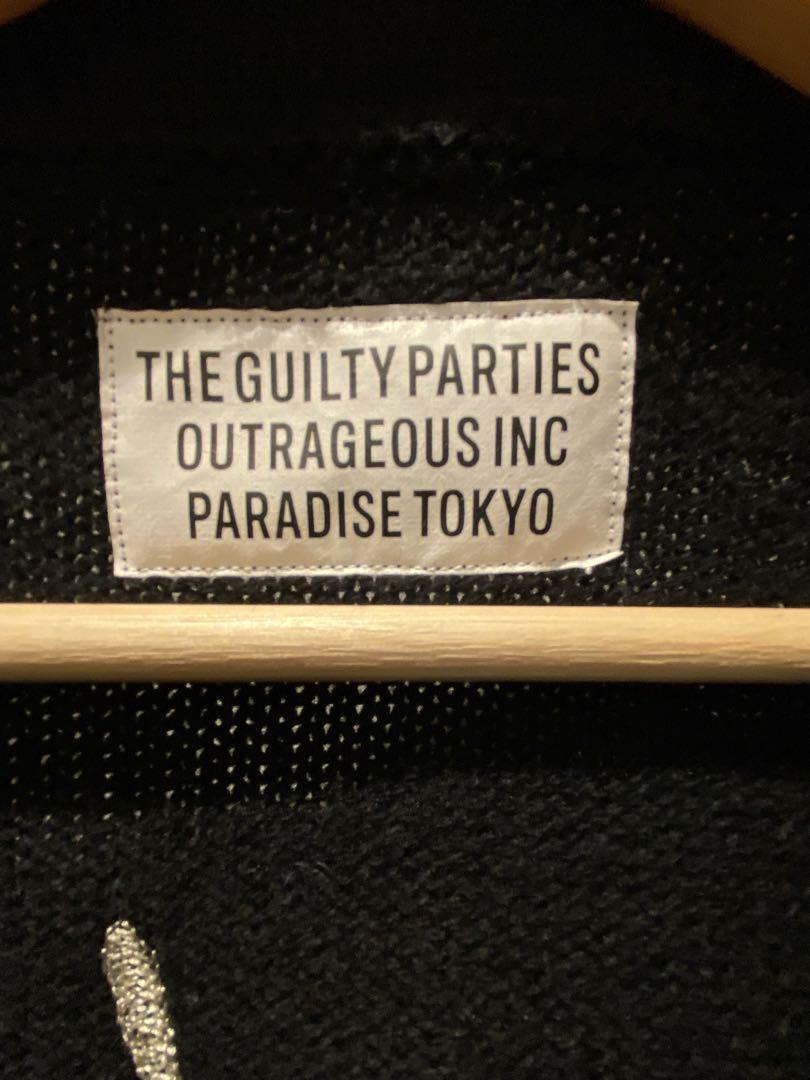 THE GUILTY PARTIES
OUTRAGEOUS INC
PARADISE TOKYO